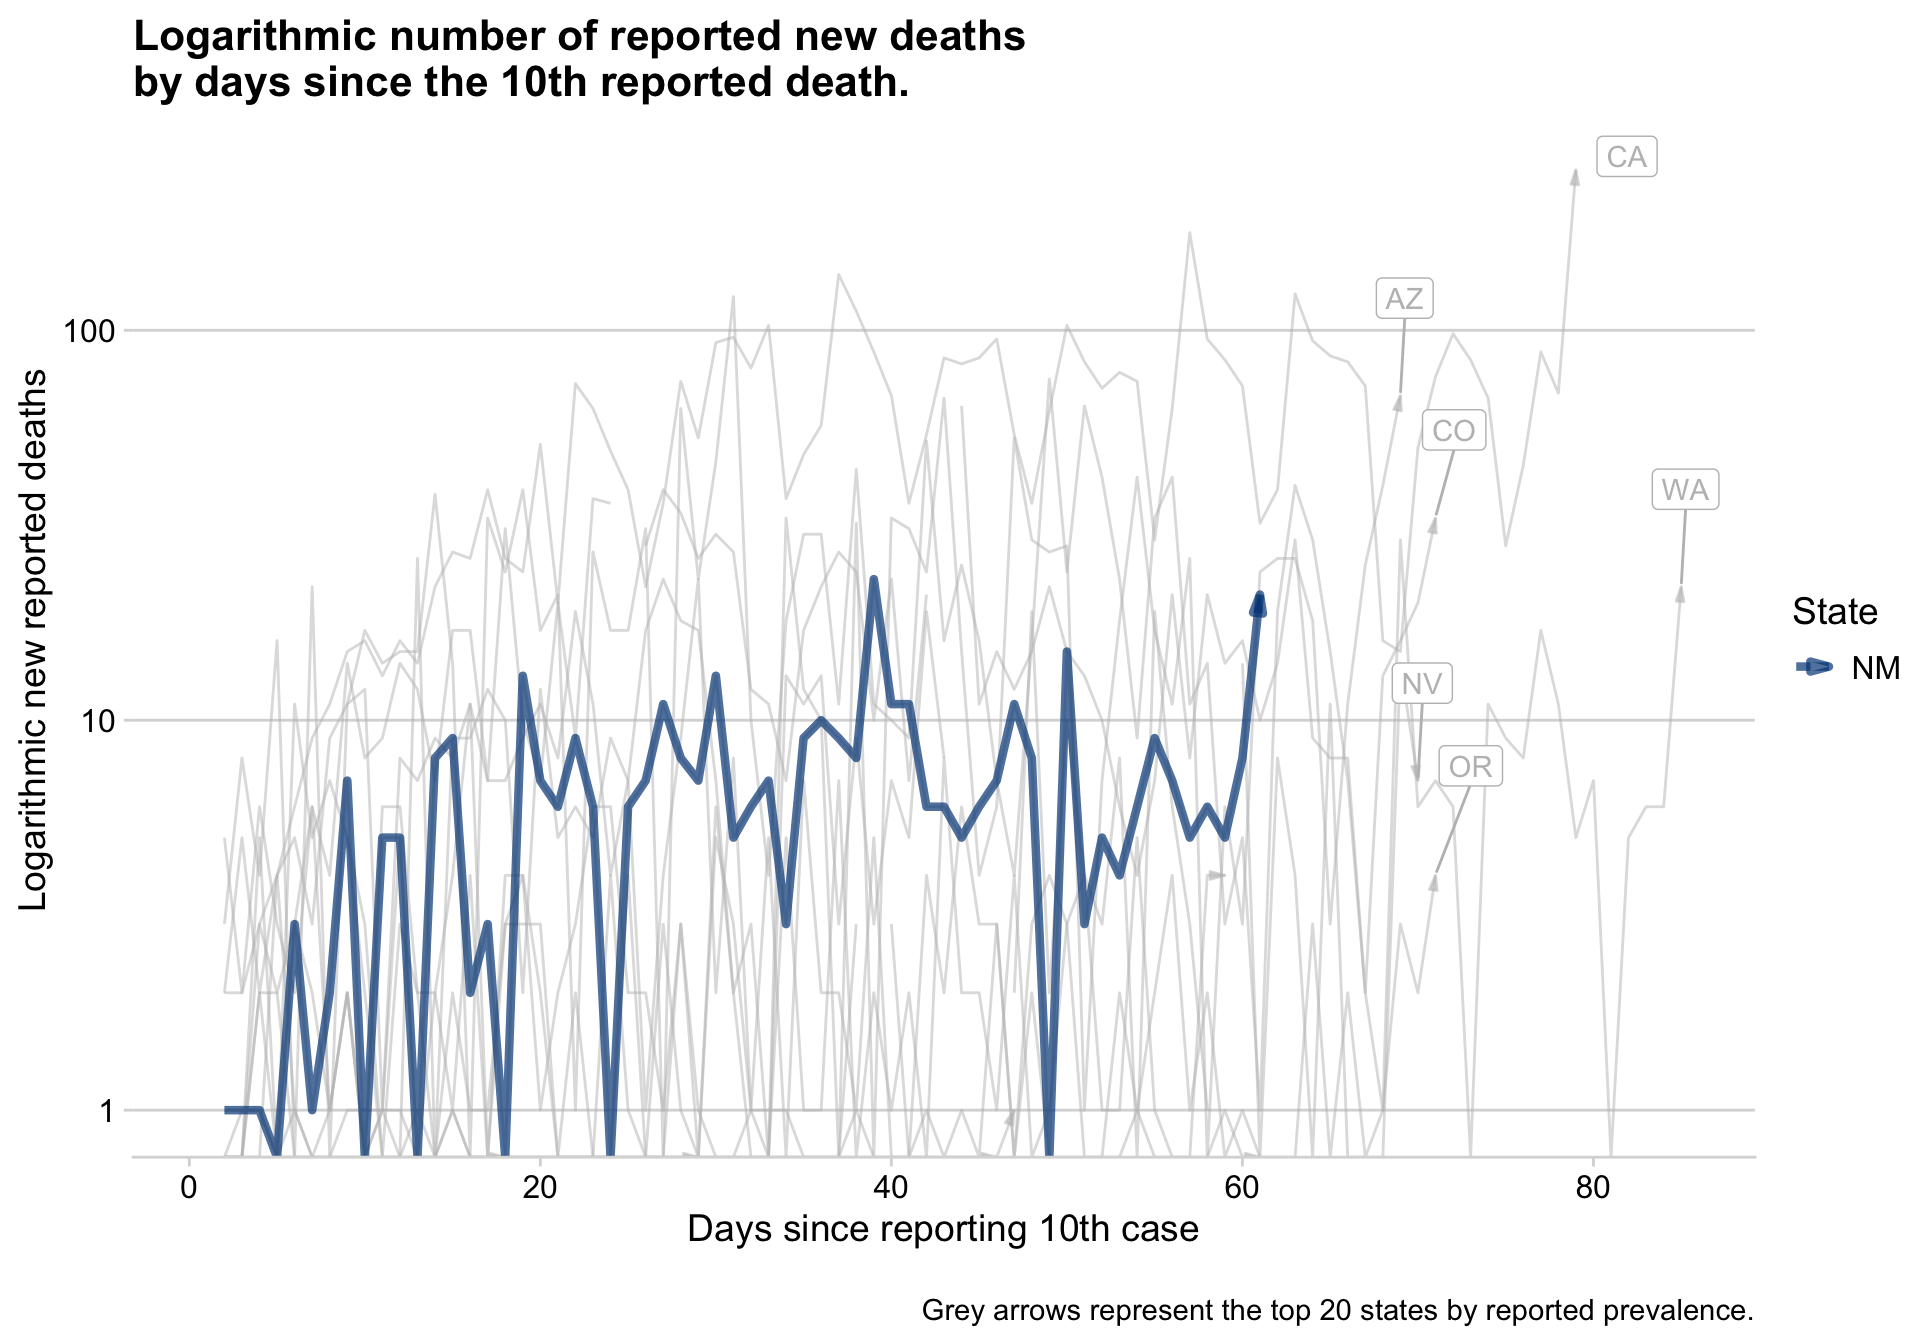 Logarithmic number of reported new deaths
by days since the 10th reported death.
CA
AZ
100
CO
WA
Logarithmic new reported deaths
State
NM
NV
10
OR
1
0 20 40 60 80
Days since reporting 10th case
Grey arrows represent the top 20 states by reported prevalence.